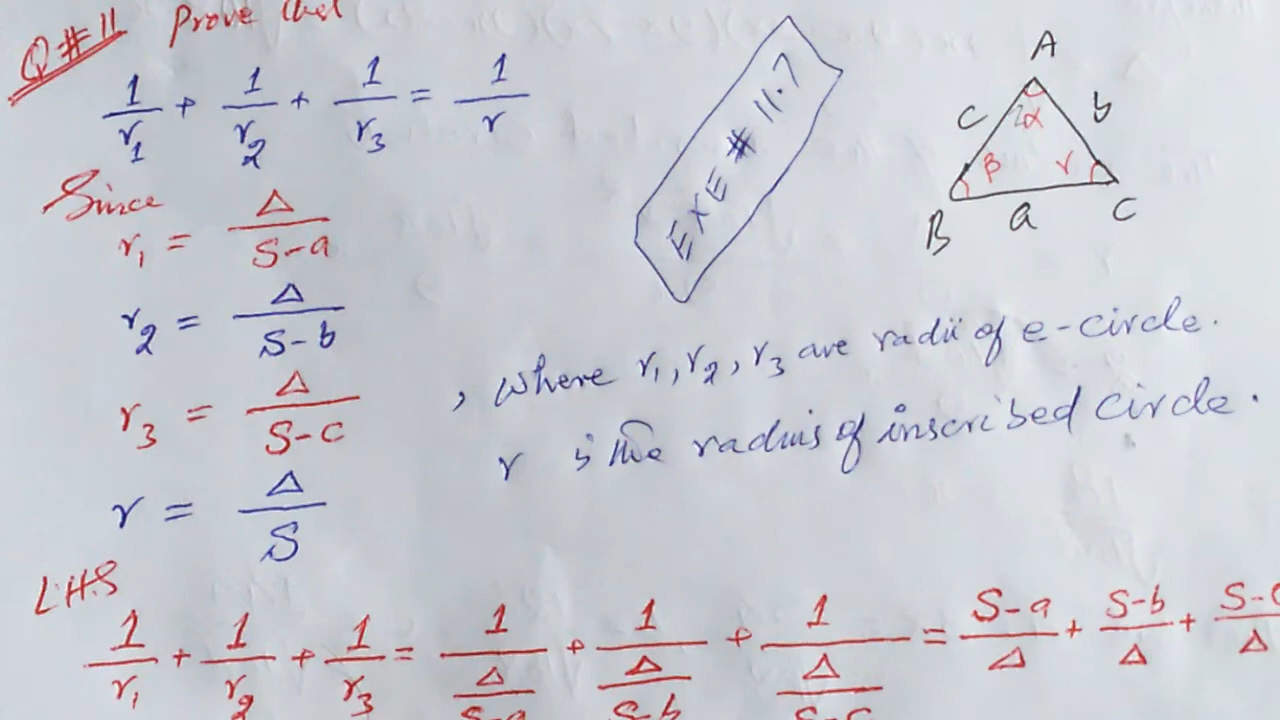 Q # 11 Prove that
1/r₁ + 1/r₂ + 1/r₃ = 1/r
EXE # 11.7
A
c α b
β γ
B a C
Since
r₁ = Δ/(S-a)
r₂ = Δ/(S-b)
r₃ = Δ/(S-c)
, where r₁, r₂, r₃ are radii of e-circle.
r is the radius of inscribed circle.
r = Δ/S
L.H.S
1/r₁ + 1/r₂ + 1/r₃ = 1/(Δ/(S-a)) + 1/(Δ/(S-b)) + 1/(Δ/(S-c)) = (S-a)/Δ + (S-b)/Δ + (S-c)/Δ